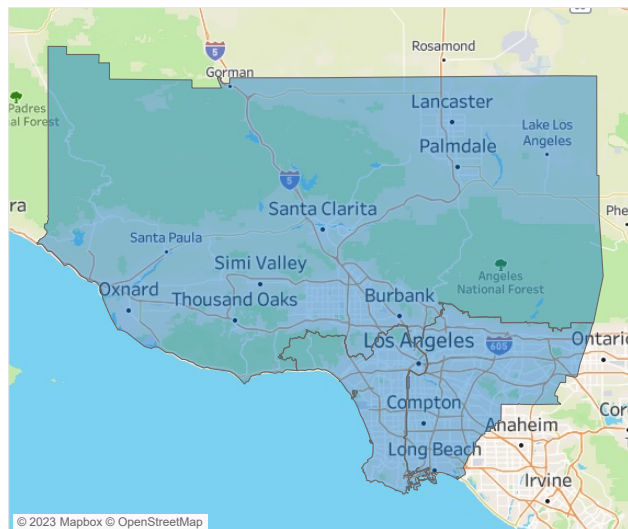 5
Rosamond
Gorman
Padres
al Forest
Lancaster
Lake Los
Angeles
Palmdale
5
Santa Clarita
ra
Phe
Santa Paula
Simi Valley
Angeles
National Forest
Oxnard
Thousand Oaks
Burbank
Los Angeles
605
Ontario
Compton
Cor
Anaheim
Long Beach
Irvine
© 2023 Mapbox © OpenStreetMap